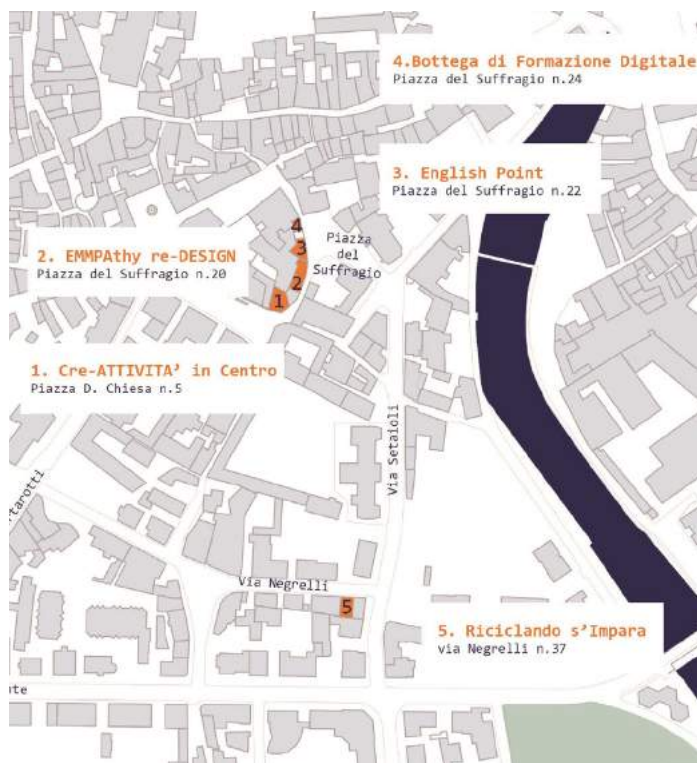 4.Bottega di Formazione Digitale
Piazza del Suffragio n.24
3. English Point
Piazza del Suffragio n.22
4
3
2
1
Piazza
del
Suffragio
2. EMMPAthy re-DESIGN
Piazza del Suffragio n.20
1. Cre-ATTIVITA’ in Centro
Piazza D. Chiesa n.5
Via Setaioli
tarotti
Via Negrelli
5
5. Riciclando s’Impara
via Negrelli n.37
nte